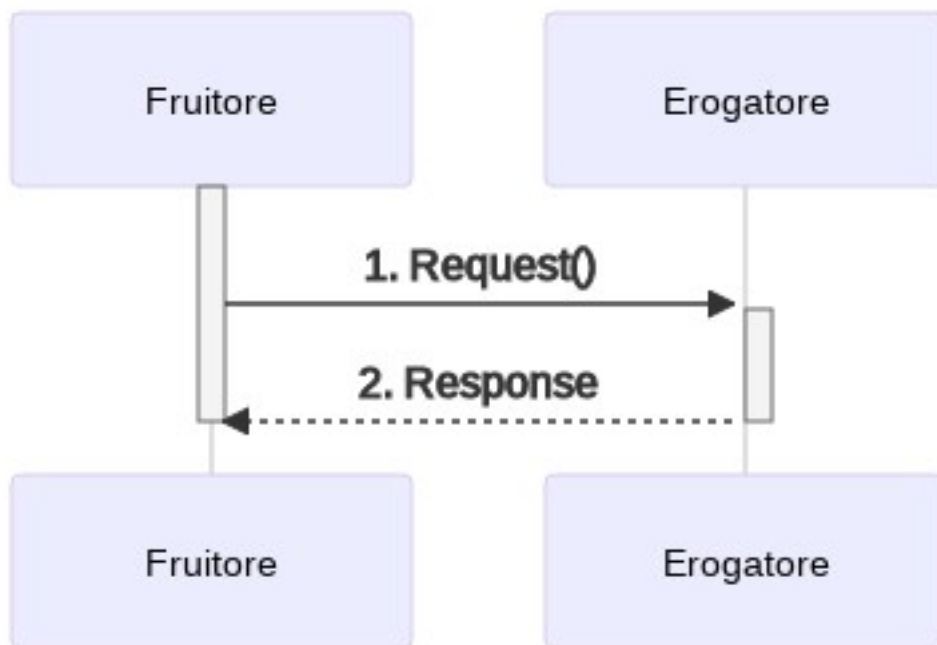 Fruitore
Erogatore
1. Request()
2. Response
Fruitore
Erogatore